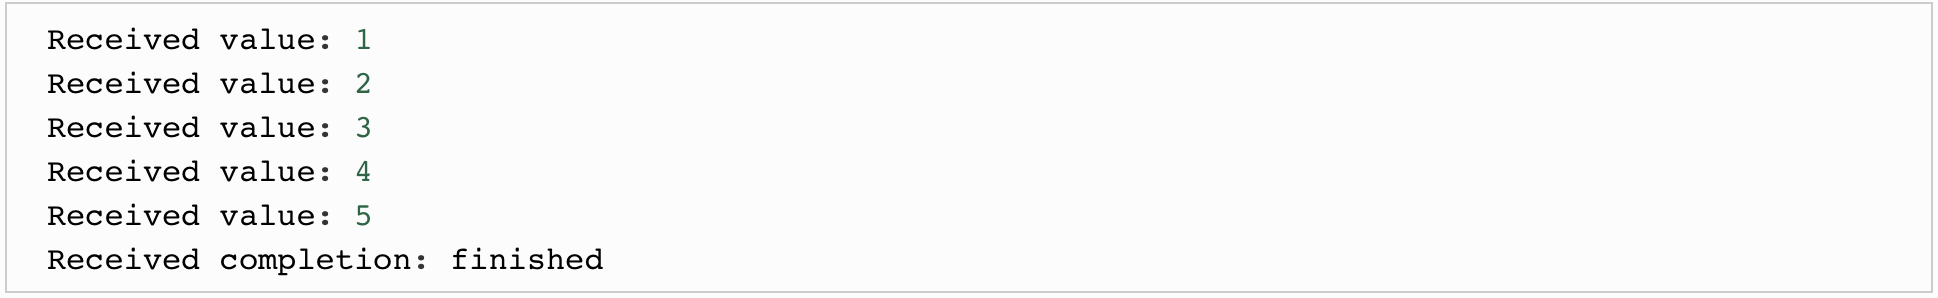 Received value: 1
Received value: 2
Received value: 3
Received value: 4
Received value: 5
Received completion: finished